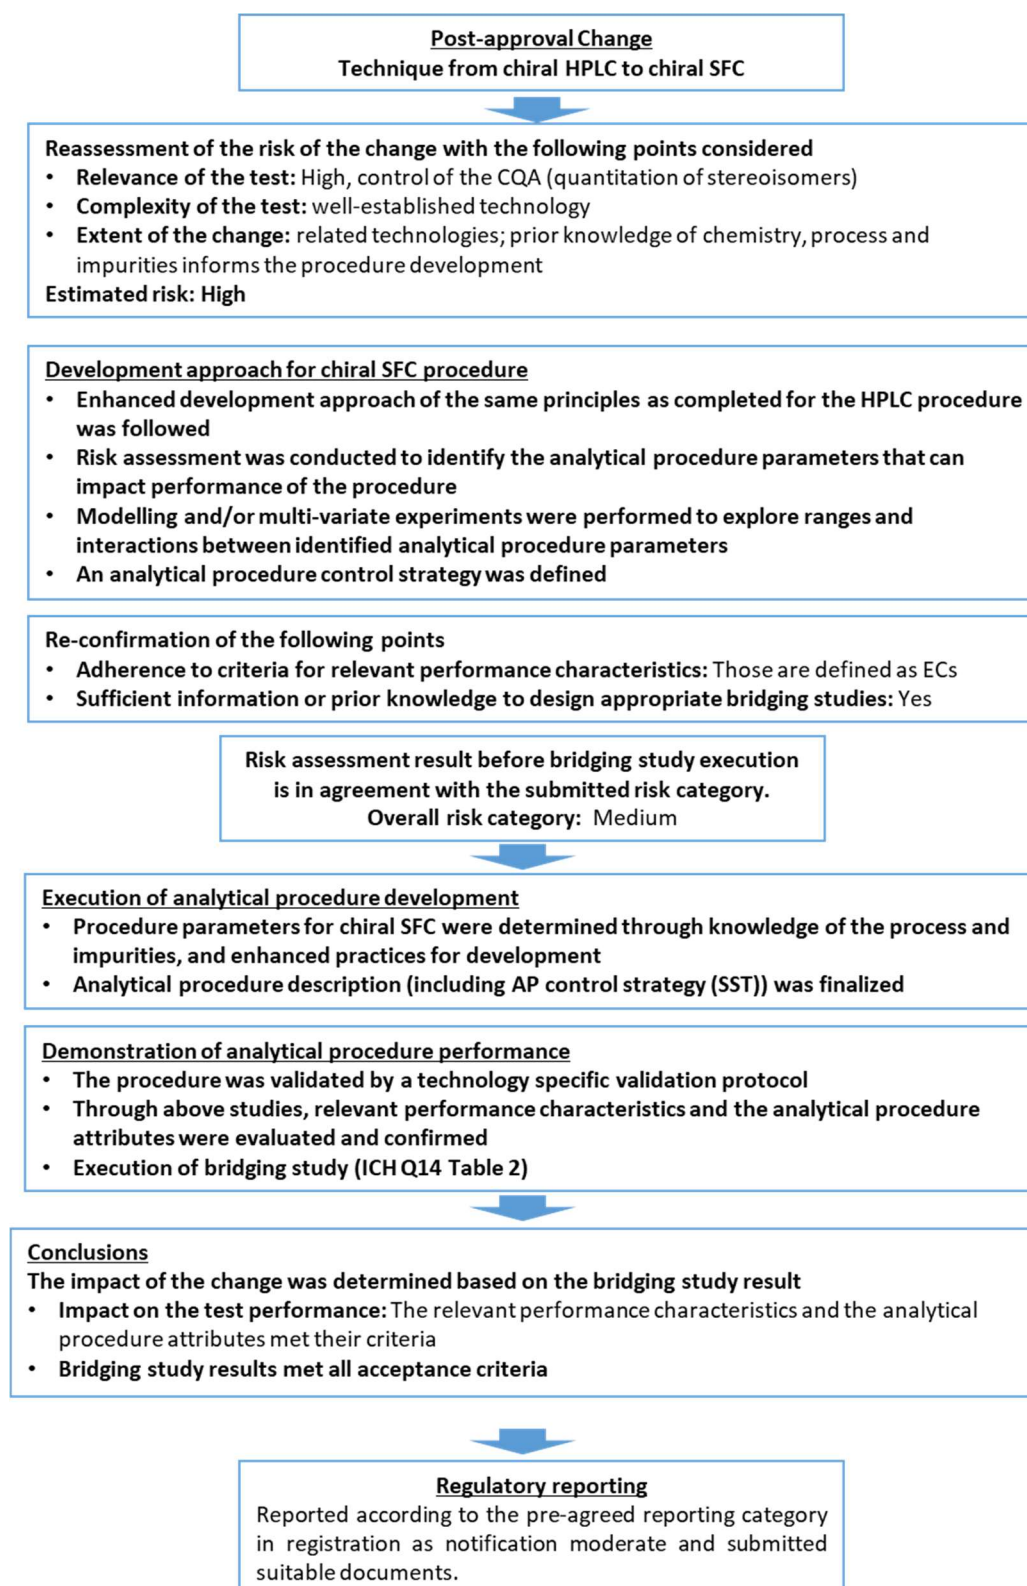 Post-approval Change
Technique from chiral HPLC to chiral SFC
Reassessment of the risk of the change with the following points considered
• Relevance of the test: High, control of the CQA (quantitation of stereoisomers)
• Complexity of the test: well-established technology
• Extent of the change: related technologies; prior knowledge of chemistry, process and
impurities informs the procedure development
Estimated risk: High
Development approach for chiral SFC procedure
• Enhanced development approach of the same principles as completed for the HPLC procedure
was followed
• Risk assessment was conducted to identify the analytical procedure parameters that can
impact performance of the procedure
• Modelling and/or multi-variate experiments were performed to explore ranges and
interactions between identified analytical procedure parameters
• An analytical procedure control strategy was defined
Re-confirmation of the following points
• Adherence to criteria for relevant performance characteristics: Those are defined as ECs
• Sufficient information or prior knowledge to design appropriate bridging studies: Yes
Risk assessment result before bridging study execution
is in agreement with the submitted risk category.
Overall risk category: Medium
Execution of analytical procedure development
• Procedure parameters for chiral SFC were determined through knowledge of the process and
impurities, and enhanced practices for development
• Analytical procedure description (including AP control strategy (SST)) was finalized
Demonstration of analytical procedure performance
• The procedure was validated by a technology specific validation protocol
• Through above studies, relevant performance characteristics and the analytical procedure
attributes were evaluated and confirmed
• Execution of bridging study (ICH Q14 Table 2)
Conclusions
The impact of the change was determined based on the bridging study result
• Impact on the test performance: The relevant performance characteristics and the analytical
procedure attributes met their criteria
• Bridging study results met all acceptance criteria
Regulatory reporting
Reported according to the pre-agreed reporting category
in registration as notification moderate and submitted
suitable documents.